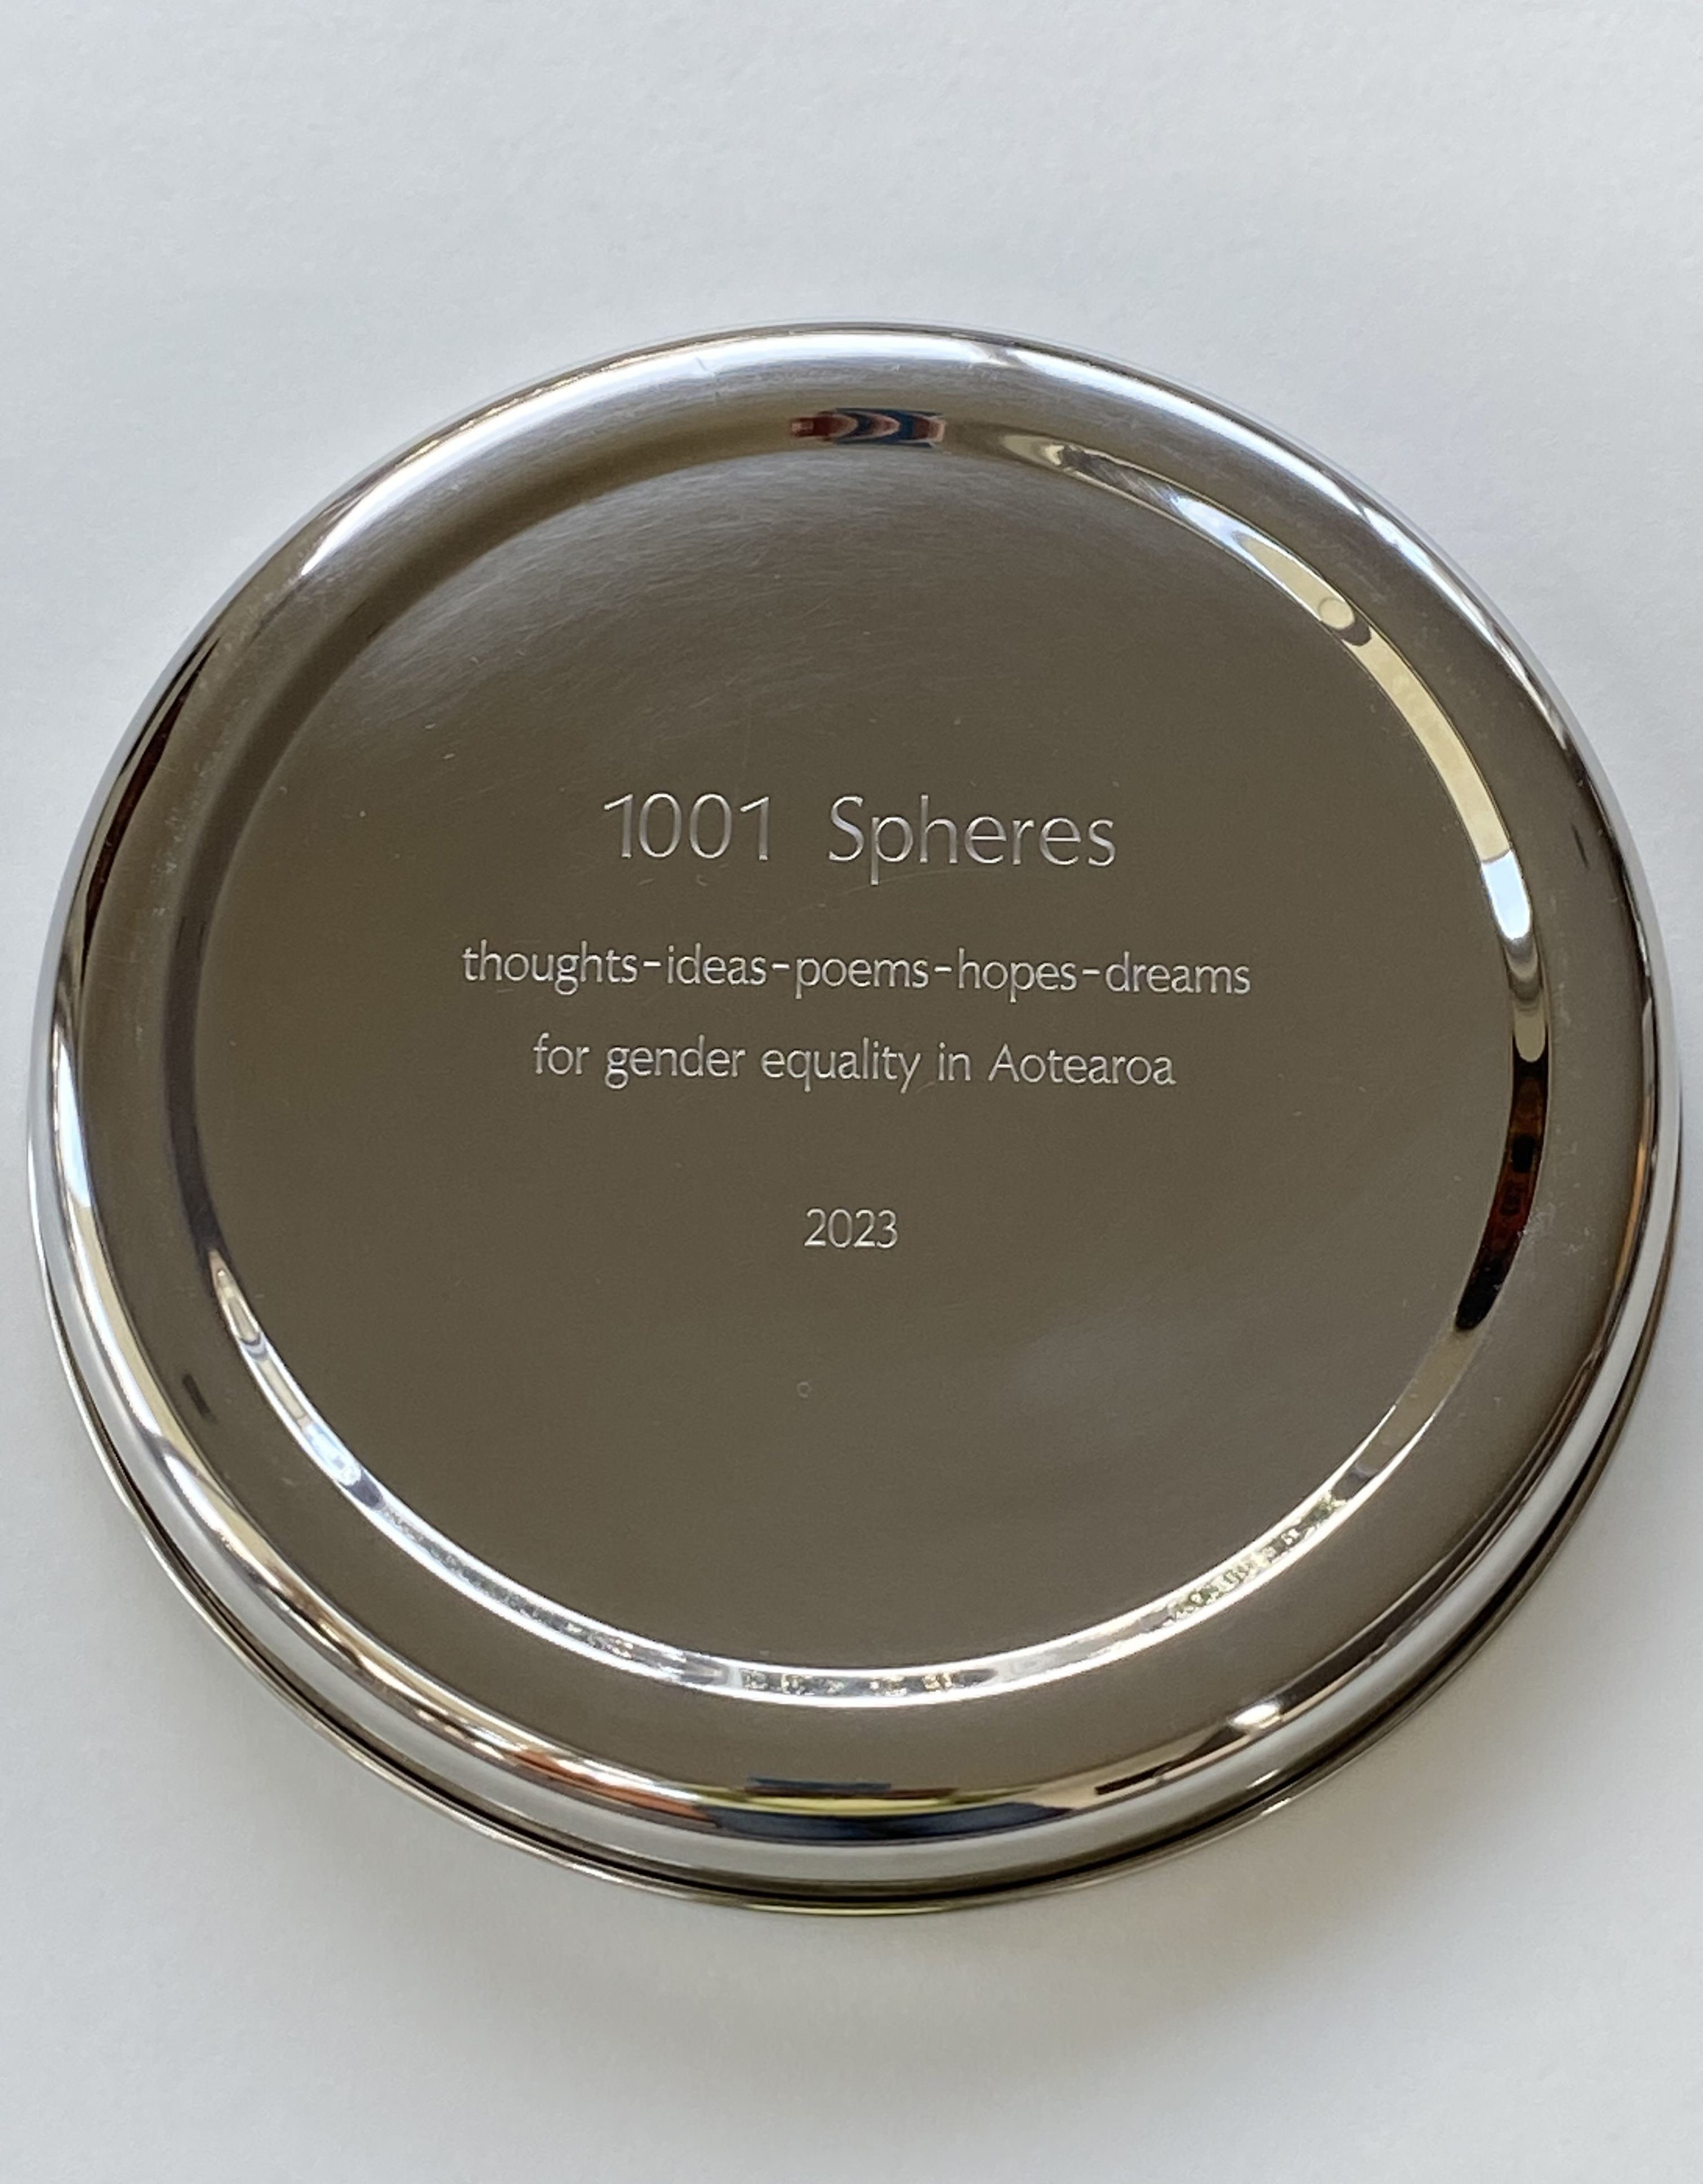 1001 Spheres
thoughts-ideas-poems-hopes-dreams
for gender equality in Aotearoa
2023